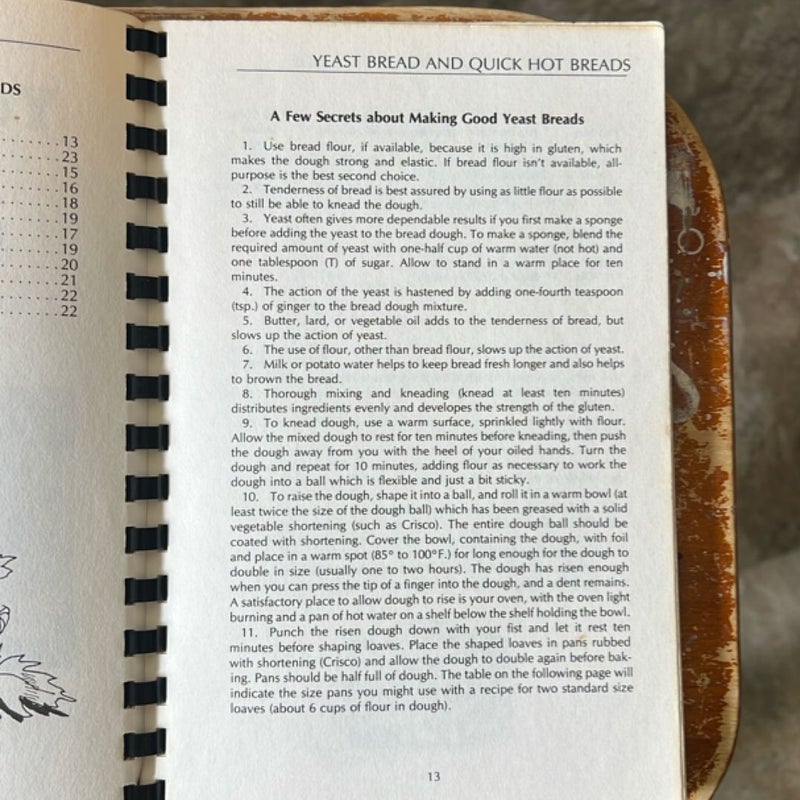 DS
. . . . . . . 13
. . . . . . . 23
. . . . . . . 15
. . . . . . . 16
. . . . . . . 18
. . . . . . . 19
. . . . . . . 17
. . . . . . . 19
. . . . . . . 20
. . . . . . . 21
. . . . . . . 22
. . . . . . . 22
YEAST BREAD AND QUICK HOT BREADS
A Few Secrets about Making Good Yeast Breads
1. Use bread flour, if available, because it is high in gluten, which
makes the dough strong and elastic. If bread flour isn't available, all-
purpose is the best second choice.
2. Tenderness of bread is best assured by using as little flour as possible
to still be able to knead the dough.
3. Yeast often gives more dependable results if you first make a sponge
before adding the yeast to the bread dough. To make a sponge, blend the
required amount of yeast with one-half cup of warm water (not hot) and
one tablespoon (T) of sugar. Allow to stand in a warm place for ten
minutes.
4. The action of the yeast is hastened by adding one-fourth teaspoon
(tsp.) of ginger to the bread dough mixture.
5. Butter, lard, or vegetable oil adds to the tenderness of bread, but
slows up the action of yeast.
6. The use of flour, other than bread flour, slows up the action of yeast.
7. Milk or potato water helps to keep bread fresh longer and also helps
to brown the bread.
8. Thorough mixing and kneading (knead at least ten minutes)
distributes ingredients evenly and developes the strength of the gluten.
9. To knead dough, use a warm surface, sprinkled lightly with flour.
Allow the mixed dough to rest for ten minutes before kneading, then push
the dough away from you with the heel of your oiled hands. Turn the
dough and repeat for 10 minutes, adding flour as necessary to work the
dough into a ball which is flexible and just a bit sticky.
10. To raise the dough, shape it into a ball, and roll it in a warm bowl (at
least twice the size of the dough ball) which has been greased with a solid
vegetable shortening (such as Crisco). The entire dough ball should be
coated with shortening. Cover the bowl, containing the dough, with foil
and place in a warm spot (85° to 100°F.) for long enough for the dough to
double in size (usually one to two hours). The dough has risen enough
when you can press the tip of a finger into the dough, and a dent remains.
A satisfactory place to allow dough to rise is your oven, with the oven light
burning and a pan of hot water on a shelf below the shelf holding the bowl.
11. Punch the risen dough down with your fist and let it rest ten
minutes before shaping loaves. Place the shaped loaves in pans rubbed
with shortening (Crisco) and allow the dough to double again before bak-
ing. Pans should be half full of dough. The table on the following page will
indicate the size pans you might use with a recipe for two standard size
loaves (about 6 cups of flour in dough).
13